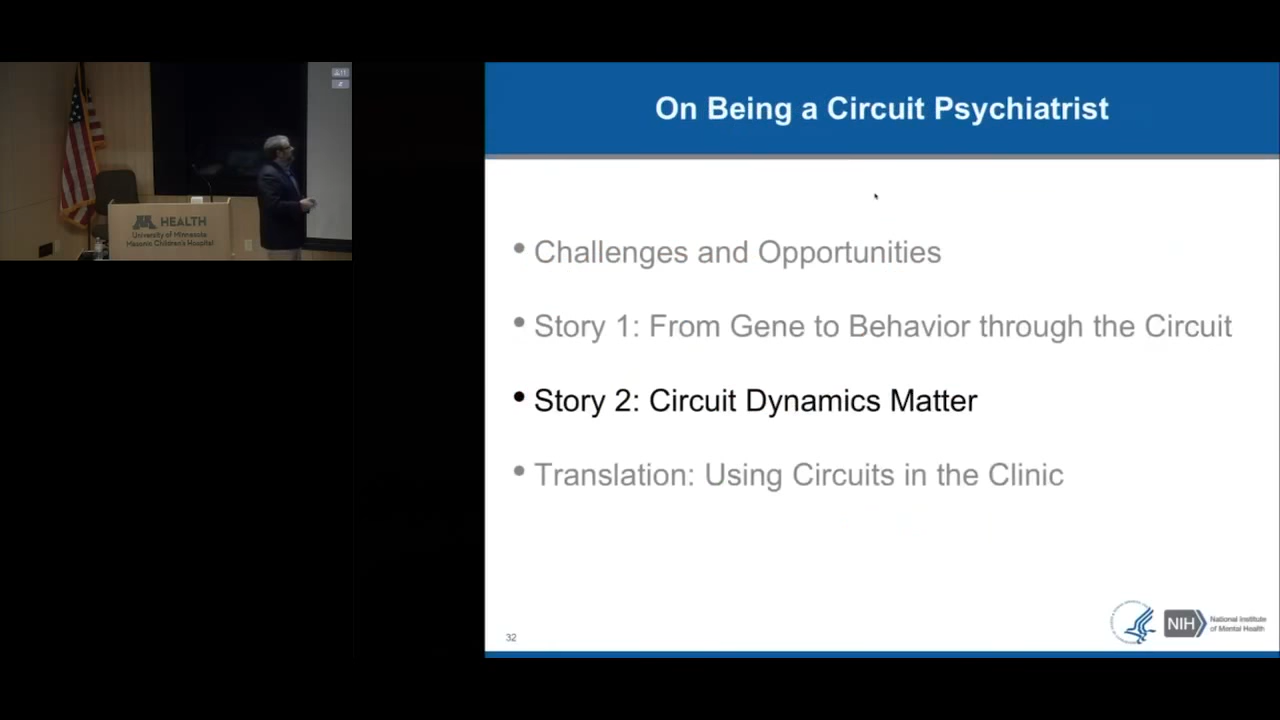 HEALTH
University of Minnesota
Masonic Children's Hospital
On Being a Circuit Psychiatrist
• Challenges and Opportunities
• Story 1: From Gene to Behavior through the Circuit
• Story 2: Circuit Dynamics Matter
• Translation: Using Circuits in the Clinic
32
NIH
National Institute
of Mental Health